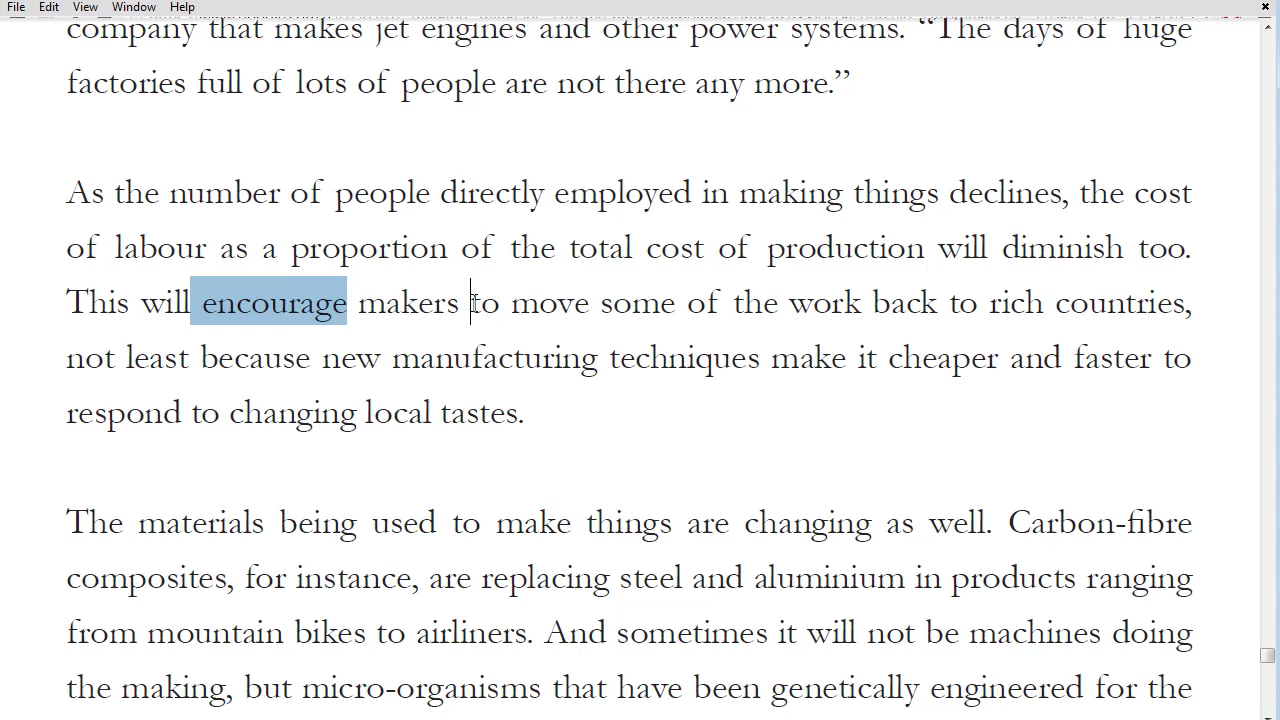 File Edit View Window Help
company that makes jet engines and other power systems. “The days of huge
factories full of lots of people are not there any more.”
As the number of people directly employed in making things declines, the cost
of labour as a proportion of the total cost of production will diminish too.
This will encourage makers to move some of the work back to rich countries,
not least because new manufacturing techniques make it cheaper and faster to
respond to changing local tastes.
The materials being used to make things are changing as well. Carbon-fibre
composites, for instance, are replacing steel and aluminium in products ranging
from mountain bikes to airliners. And sometimes it will not be machines doing
the making, but micro-organisms that have been genetically engineered for the